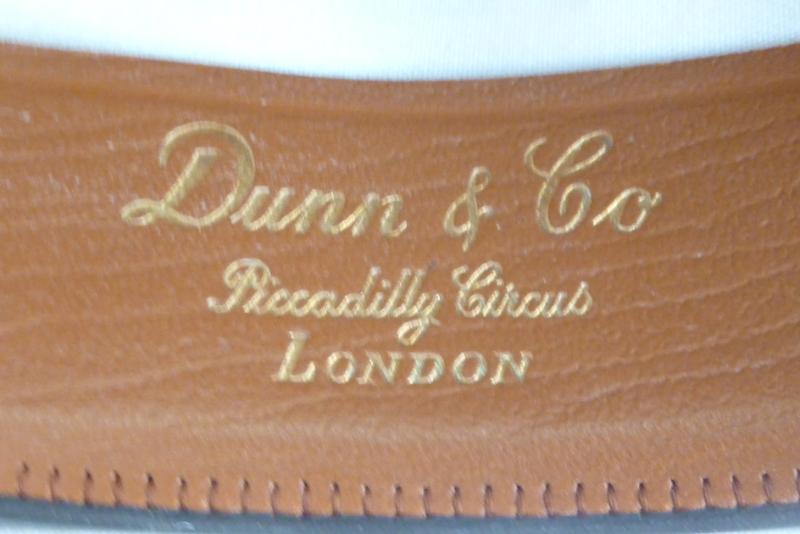 Dunn & Co
Piccadilly Circus
LONDON